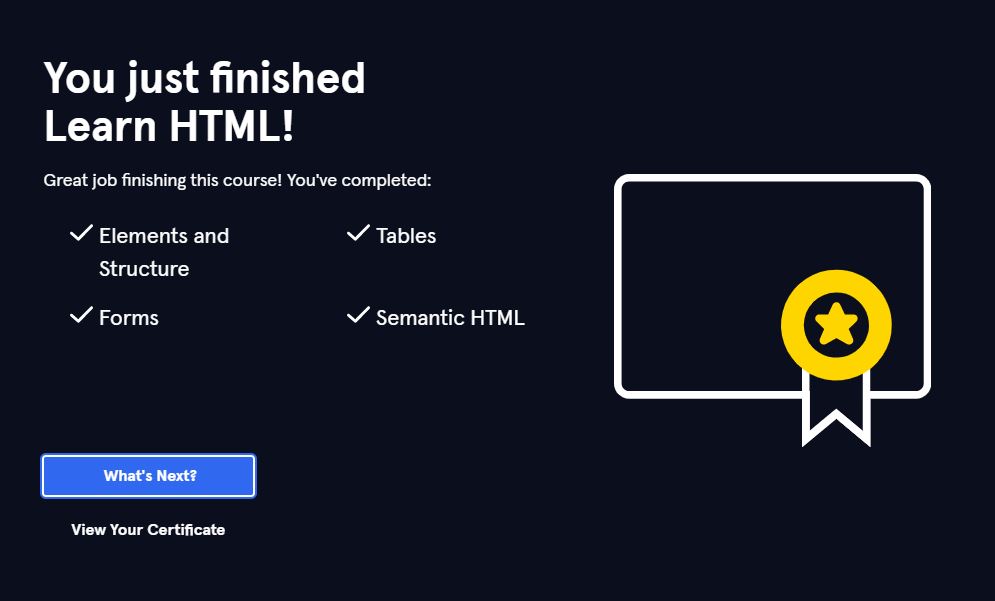 You just finished
Learn HTML!
Great job finishing this course! You've completed:
Elements and
Structure
Tables
Forms
Semantic HTML
What's Next?
View Your Certificate